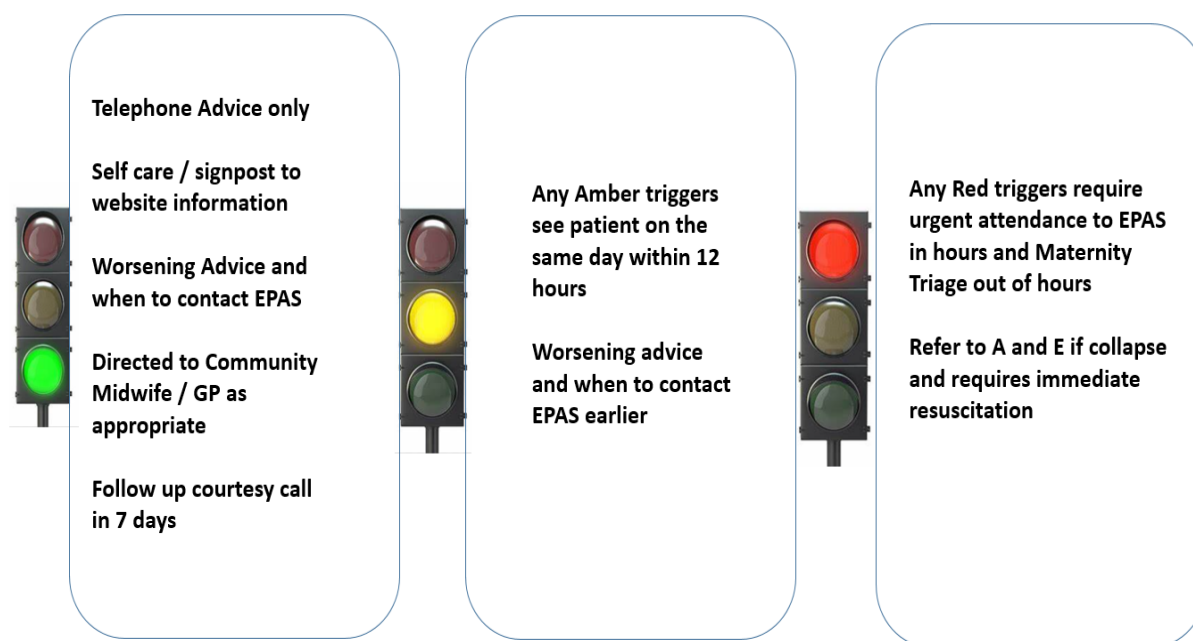 Telephone Advice only
Self care / signpost to
website information
Worsening Advice and
when to contact EPAS
Directed to Community
Midwife / GP as
appropriate
Follow up courtesy call
in 7 days
Any Amber triggers
see patient on the
same day within 12
hours
Worsening advice
and when to contact
EPAS earlier
Any Red triggers require
urgent attendance to EPAS
in hours and Maternity
Triage out of hours
Refer to A and E if collapse
and requires immediate
resuscitation